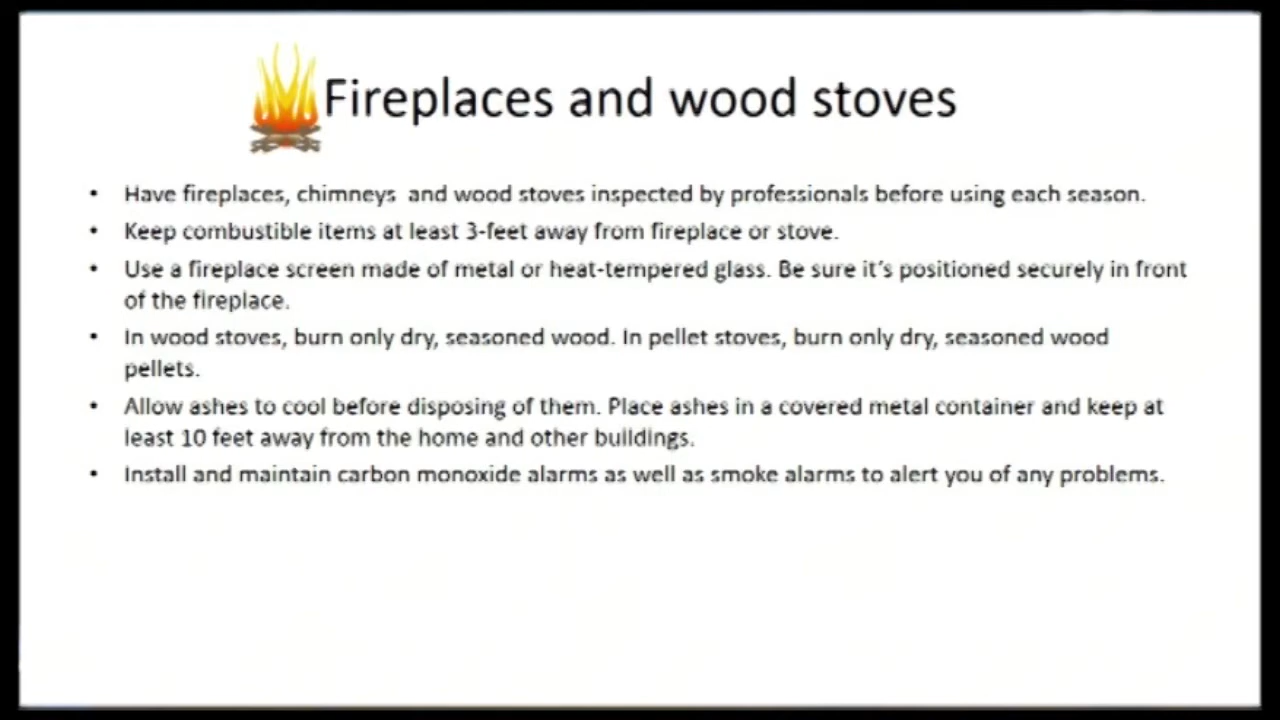 Fireplaces and wood stoves
• Have fireplaces, chimneys and wood stoves inspected by professionals before using each season.
• Keep combustible items at least 3-feet away from fireplace or stove.
• Use a fireplace screen made of metal or heat-tempered glass. Be sure it's positioned securely in front
of the fireplace.
• In wood stoves, burn only dry, seasoned wood. In pellet stoves, burn only dry, seasoned wood
pellets.
• Allow ashes to cool before disposing of them. Place ashes in a covered metal container and keep at
least 10 feet away from the home and other buildings.
• Install and maintain carbon monoxide alarms as well as smoke alarms to alert you of any problems.